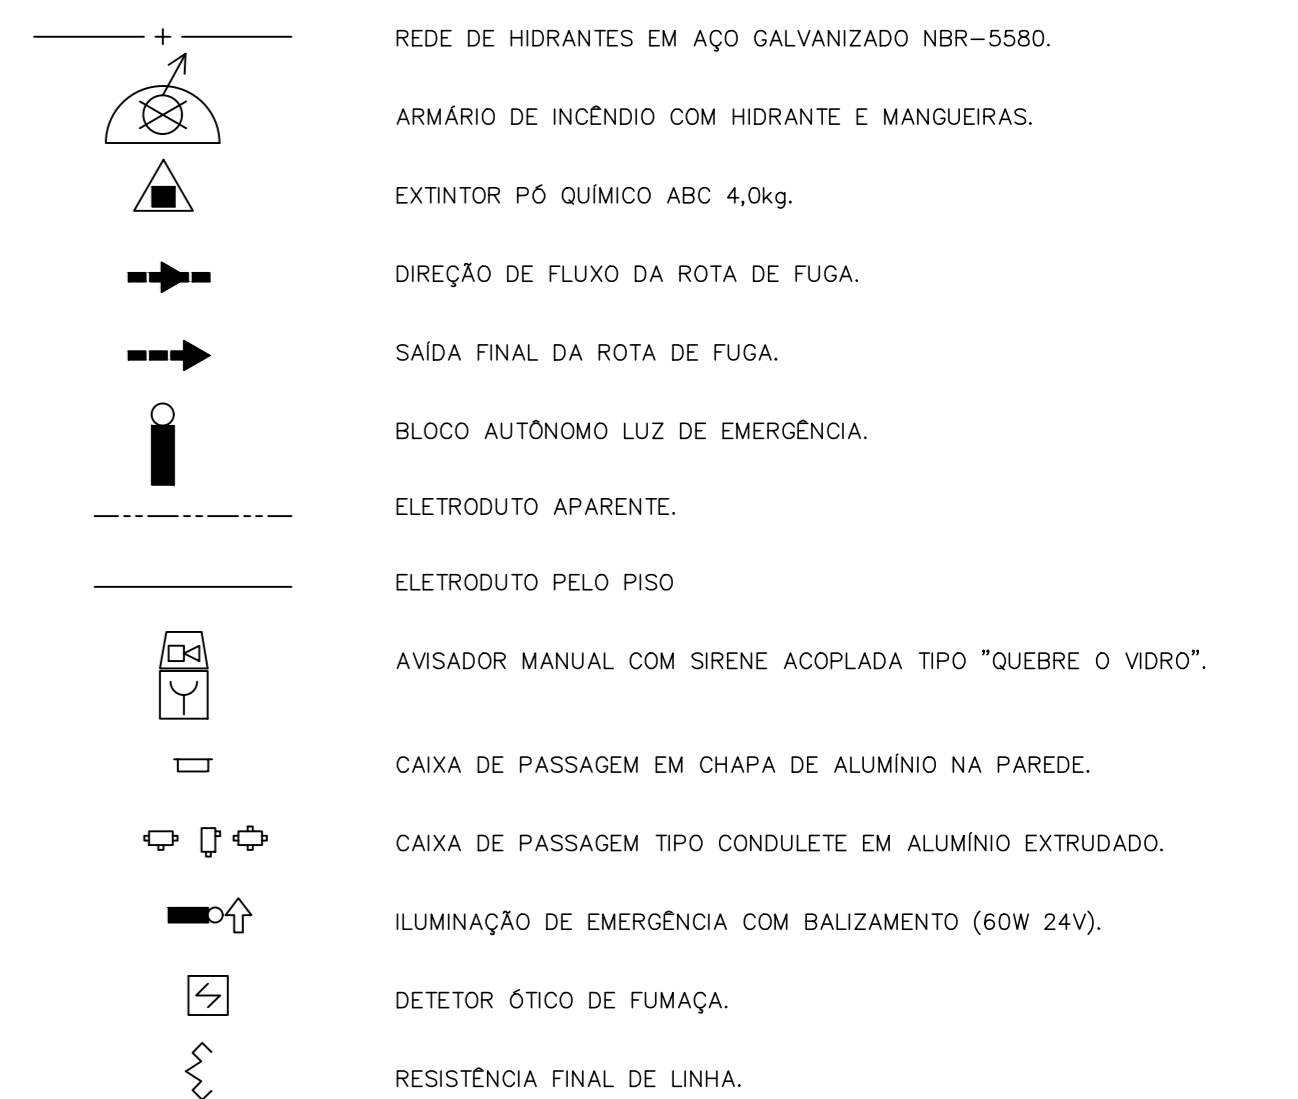 REDE DE HIDRANTES EM AÇO GALVANIZADO NBR-5580.
ARMÁRIO DE INCÊNDIO COM HIDRANTE E MANGUEIRAS.
EXTINTOR PÓ QUÍMICO ABC 4,0kg.
DIREÇÃO DE FLUXO DA ROTA DE FUGA.
SAÍDA FINAL DA ROTA DE FUGA.
BLOCO AUTÔNOMO LUZ DE EMERGÊNCIA.
ELETRODUTO APARENTE.
ELETRODUTO PELO PISO
AVISADOR MANUAL COM SIRENE ACOPLADA TIPO "QUEBRE O VIDRO".
CAIXA DE PASSAGEM EM CHAPA DE ALUMÍNIO NA PAREDE.
CAIXA DE PASSAGEM TIPO CONDULETE EM ALUMÍNIO EXTRUDADO.
ILUMINAÇÃO DE EMERGÊNCIA COM BALIZAMENTO (60W 24V).
DETETOR ÓTICO DE FUMAÇA.
RESISTÊNCIA FINAL DE LINHA.